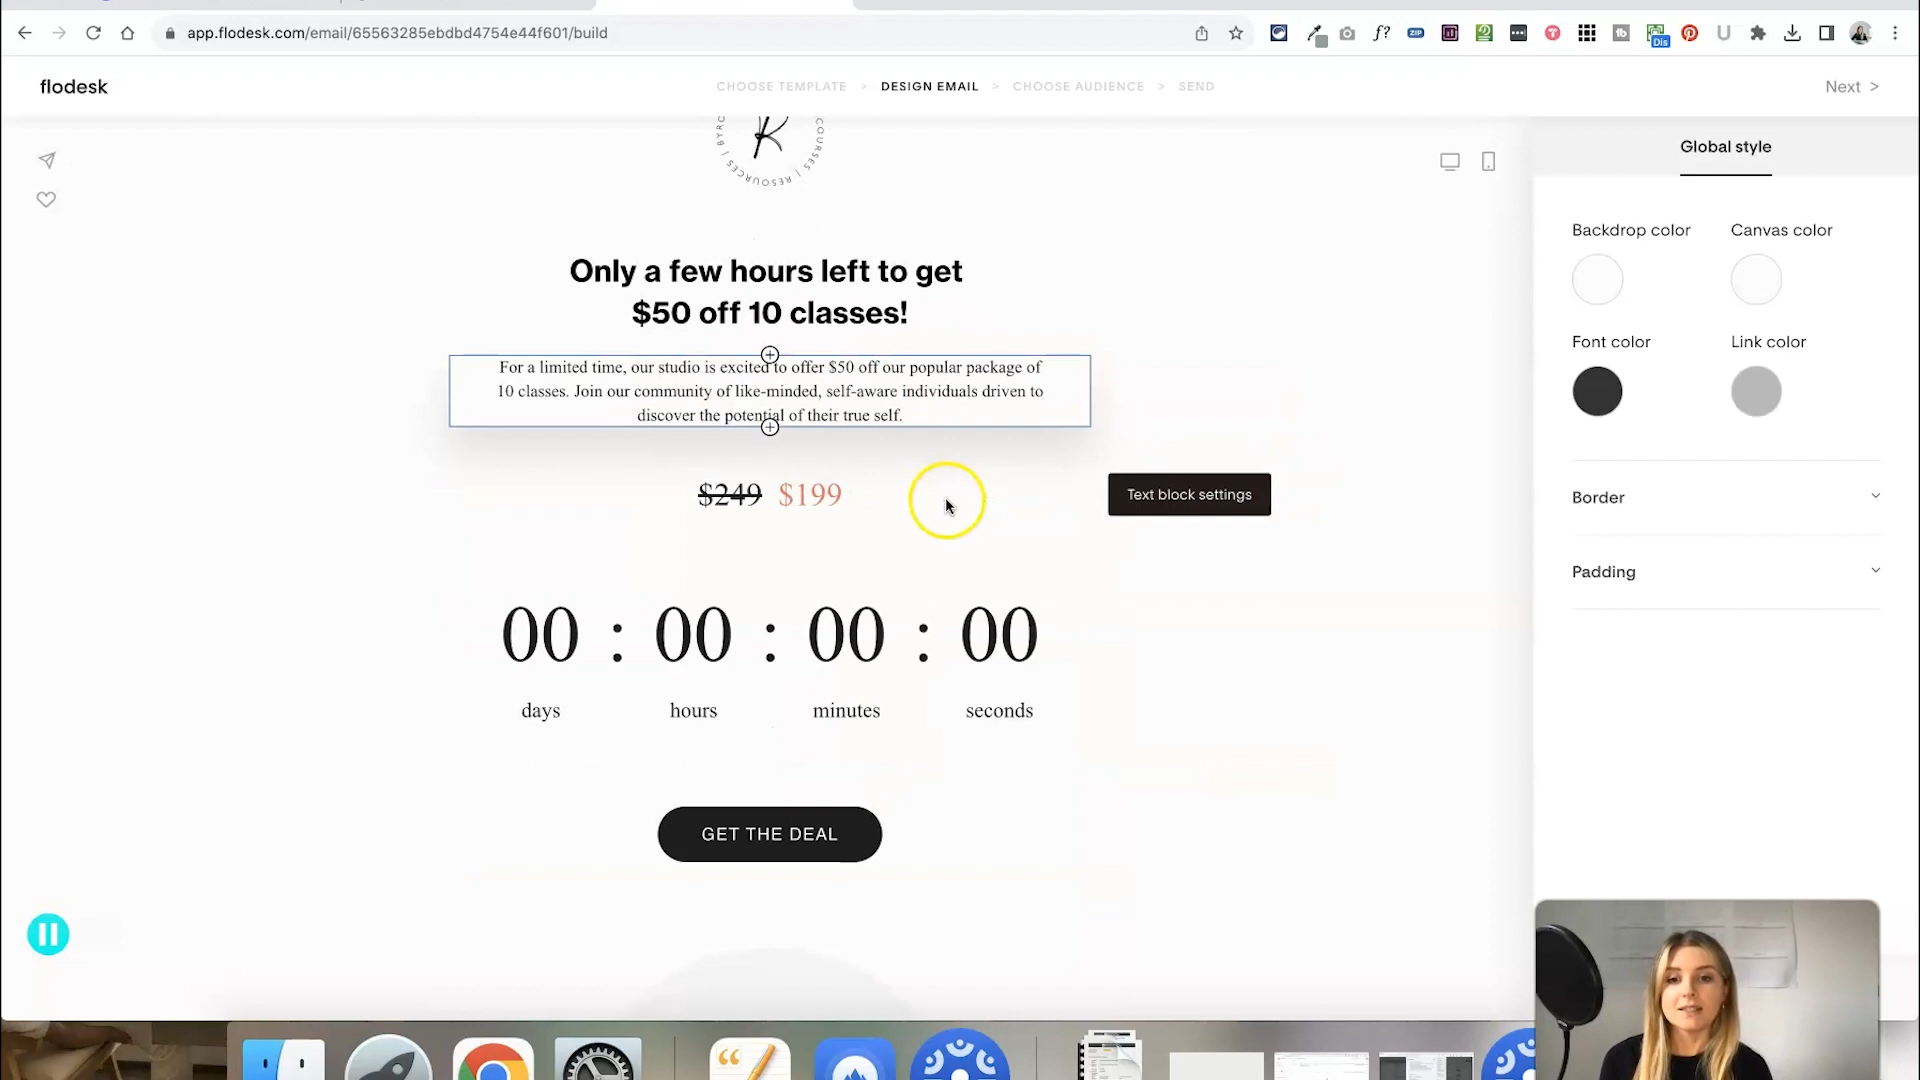 app.flodesk.com/email/65563285ebdbd4754e44f601/build
f?
ZIP
Dis
flodesk
CHOOSE TEMPLATE > DESIGN EMAIL > CHOOSE AUDIENCE > SEND
Next >
COURSES | RESOURCES |
R
Global style
Backdrop color
Canvas color
Font color
Link color
Border
Padding
Only a few hours left to get
$50 off 10 classes!
For a limited time, our studio is excited to offer $50 off our popular package of
10 classes. Join our community of like-minded, self-aware individuals driven to
discover the potential of their true self.
$249 $199
Text block settings
00 : 00 : 00 : 00
days hours minutes seconds
GET THE DEAL